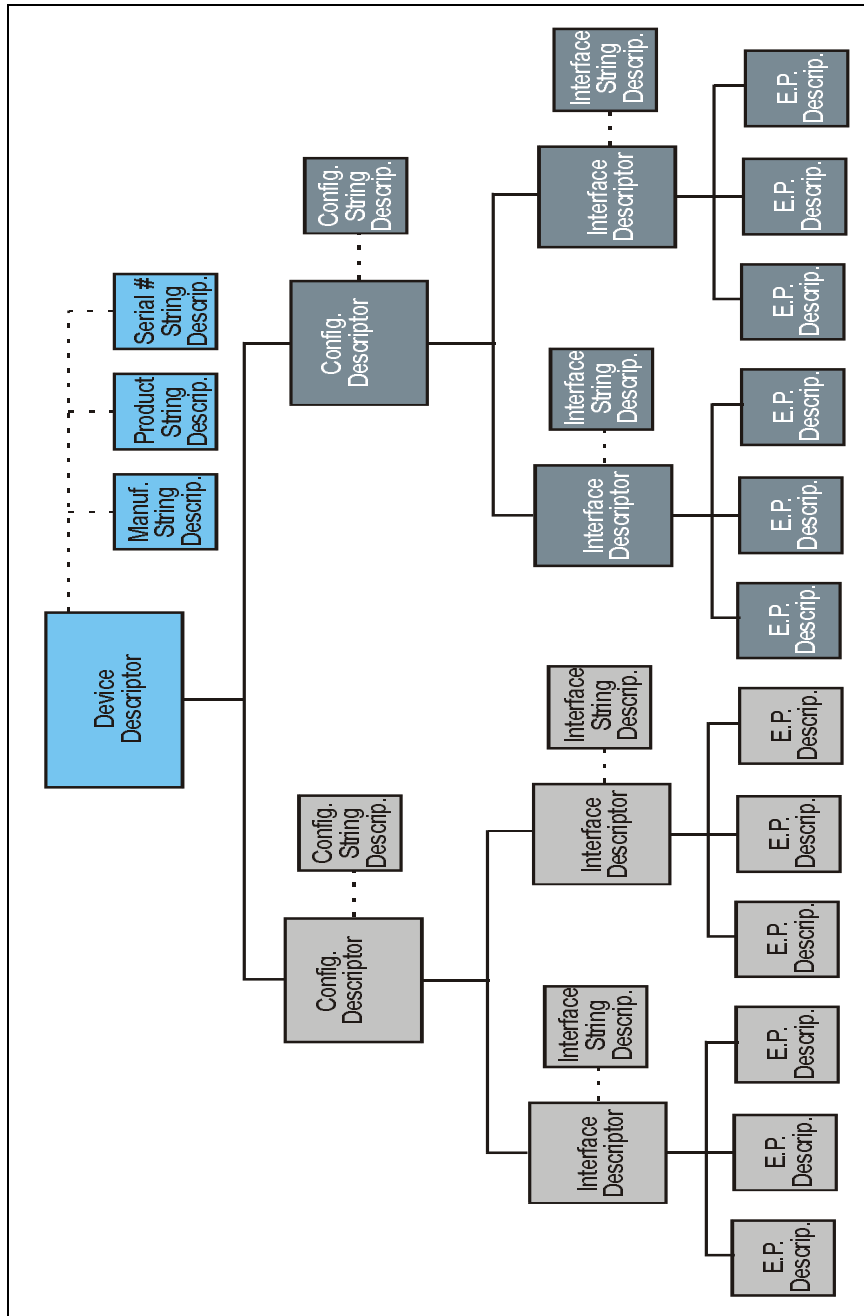 Device
Descriptor
Manuf.
String
Descrip.
Product
String
Descrip.
Serial #
String
Descrip.
Config.
Descriptor
Config.
String
Descrip.
Config.
Descriptor
Config.
String
Descrip.
Interface
Descriptor
Interface
String
Descrip.
Interface
Descriptor
Interface
String
Descrip.
Interface
Descriptor
Interface
String
Descrip.
Interface
Descriptor
Interface
String
Descrip.
E.P.
Descrip.
E.P.
Descrip.
E.P.
Descrip.
E.P.
Descrip.
E.P.
Descrip.
E.P.
Descrip.
E.P.
Descrip.
E.P.
Descrip.
E.P.
Descrip.
E.P.
Descrip.
E.P.
Descrip.
E.P.
Descrip.